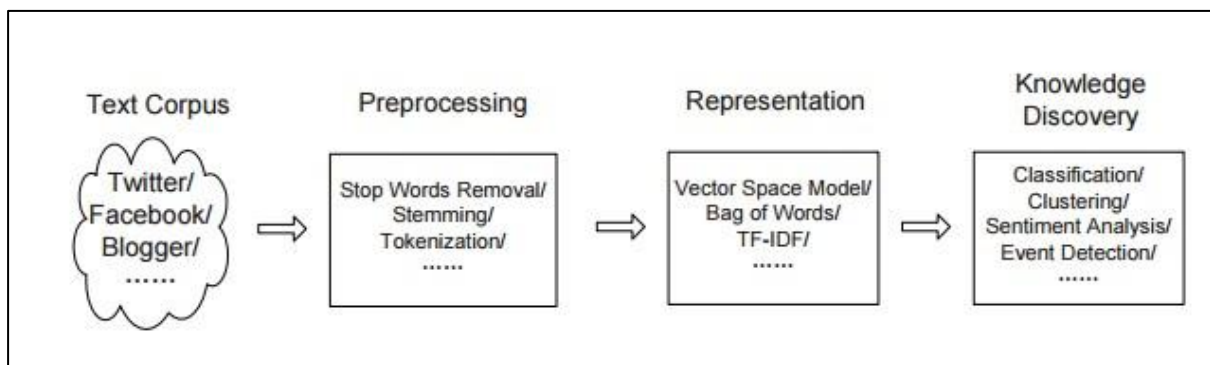 Text Corpus
Twitter/
Facebook/
Blogger/
......
Preprocessing
Stop Words Removal/
Stemming/
Tokenization/
......
Representation
Vector Space Model/
Bag of Words/
TF-IDF/
......
Knowledge
Discovery
Classification/
Clustering/
Sentiment Analysis/
Event Detection/
......